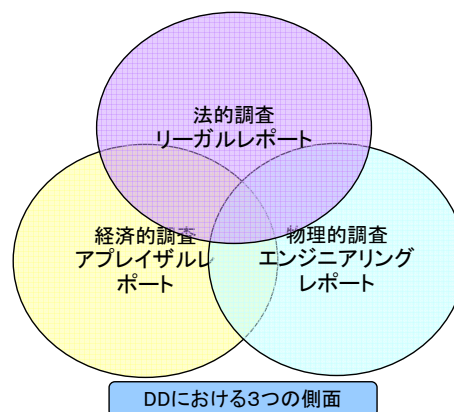 法的調査
リーガルレポート
経済的調査
アプレイザルレ
ポート
物理的調査
エンジニアリング
レポート
DDにおける3つの側面